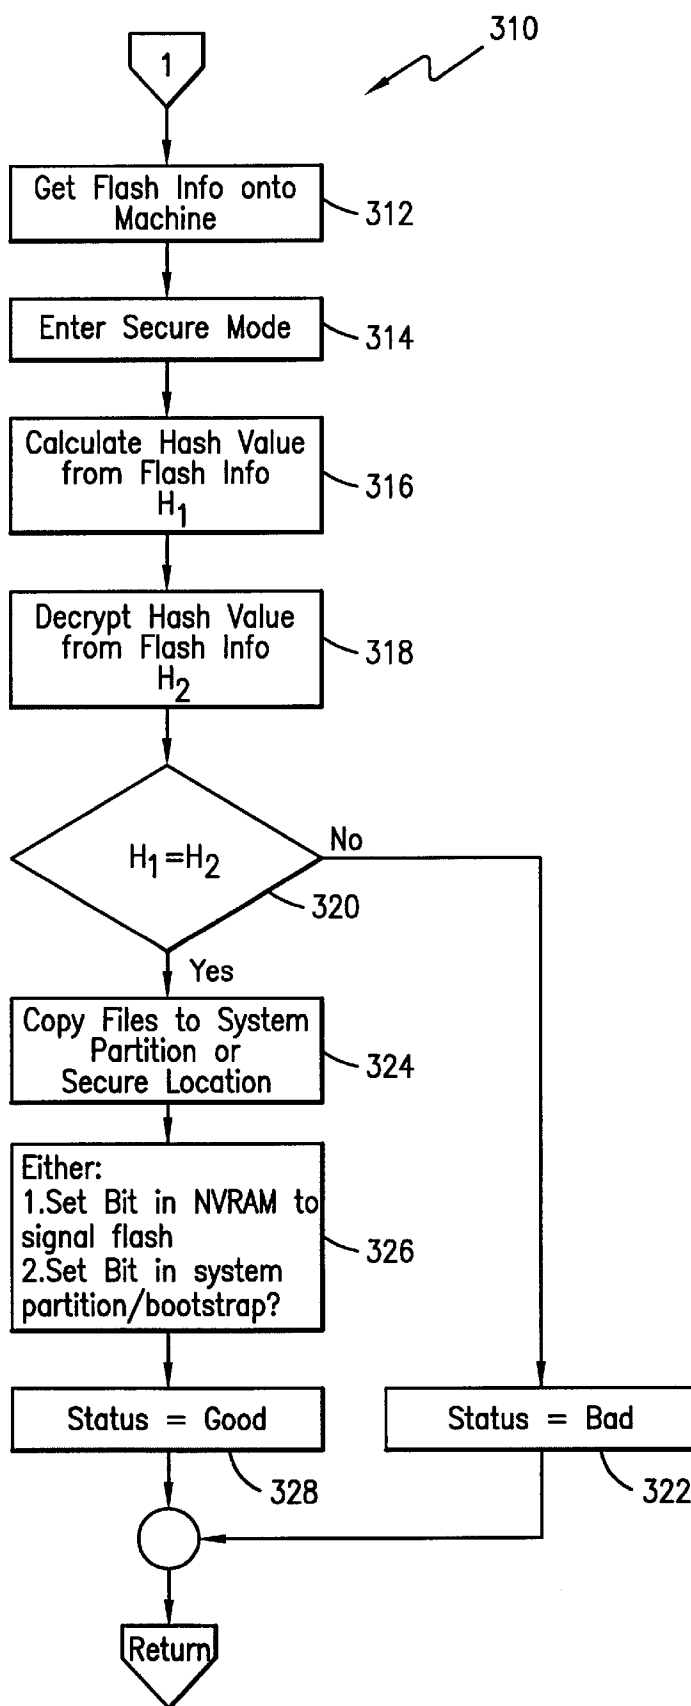 310
1
Get Flash Info onto
Machine
312
Enter Secure Mode
314
Calculate Hash Value
from Flash Info
H1
316
Decrypt Hash Value
from Flash Info
H2
318
H1=H2
No
320
Yes
Copy Files to System
Partition or
Secure Location
324
Either:
1.Set Bit in NVRAM to
signal flash
2.Set Bit in system
partition/bootstrap?
326
Status = Good
328
Status = Bad
322
Return